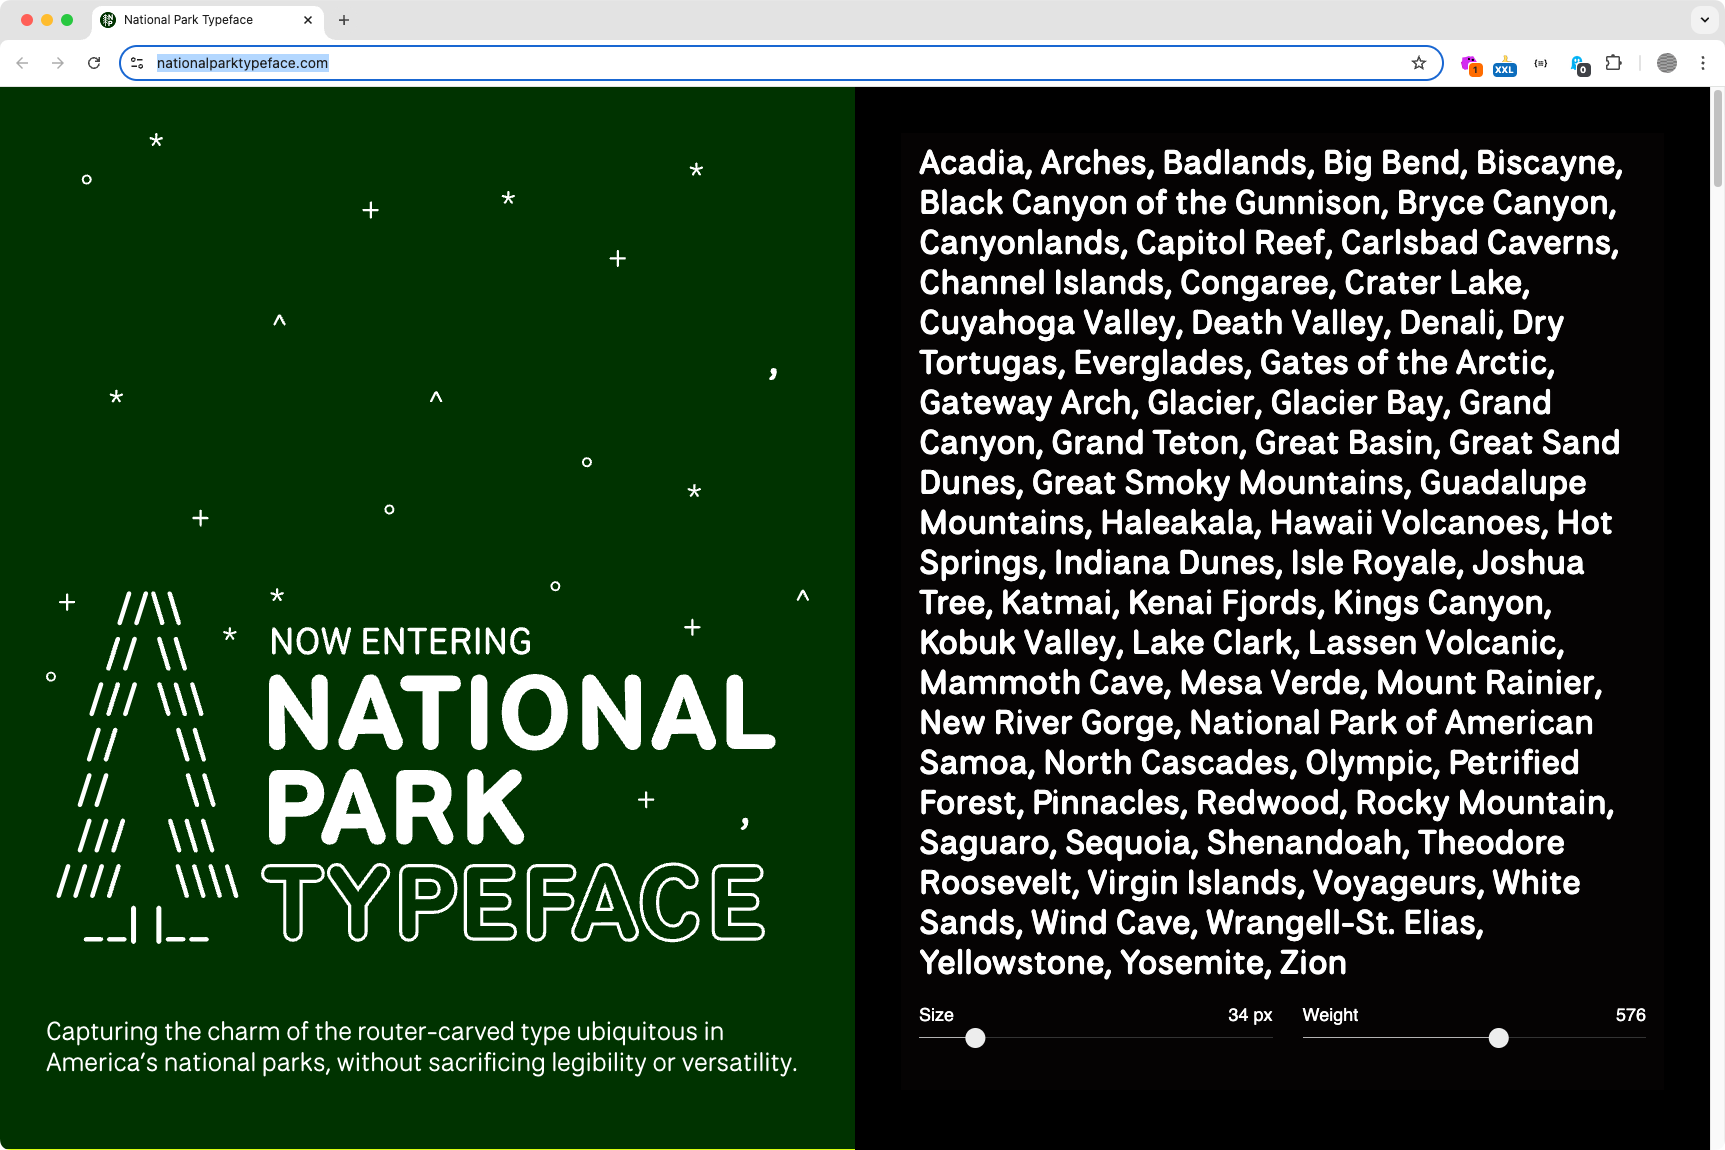 National Park Typeface
nationalparktypeface.com
1
XXL
0
NOW ENTERING
NATIONAL
PARK
TYPEFACE
Capturing the charm of the router-carved type ubiquitous in
America’s national parks, without sacrificing legibility or versatility.
Acadia, Arches, Badlands, Big Bend, Biscayne,
Black Canyon of the Gunnison, Bryce Canyon,
Canyonlands, Capitol Reef, Carlsbad Caverns,
Channel Islands, Congaree, Crater Lake,
Cuyahoga Valley, Death Valley, Denali, Dry
Tortugas, Everglades, Gates of the Arctic,
Gateway Arch, Glacier, Glacier Bay, Grand
Canyon, Grand Teton, Great Basin, Great Sand
Dunes, Great Smoky Mountains, Guadalupe
Mountains, Haleakala, Hawaii Volcanoes, Hot
Springs, Indiana Dunes, Isle Royale, Joshua
Tree, Katmai, Kenai Fjords, Kings Canyon,
Kobuk Valley, Lake Clark, Lassen Volcanic,
Mammoth Cave, Mesa Verde, Mount Rainier,
New River Gorge, National Park of American
Samoa, North Cascades, Olympic, Petrified
Forest, Pinnacles, Redwood, Rocky Mountain,
Saguaro, Sequoia, Shenandoah, Theodore
Roosevelt, Virgin Islands, Voyageurs, White
Sands, Wind Cave, Wrangell-St. Elias,
Yellowstone, Yosemite, Zion
Size 34 px
Weight 576